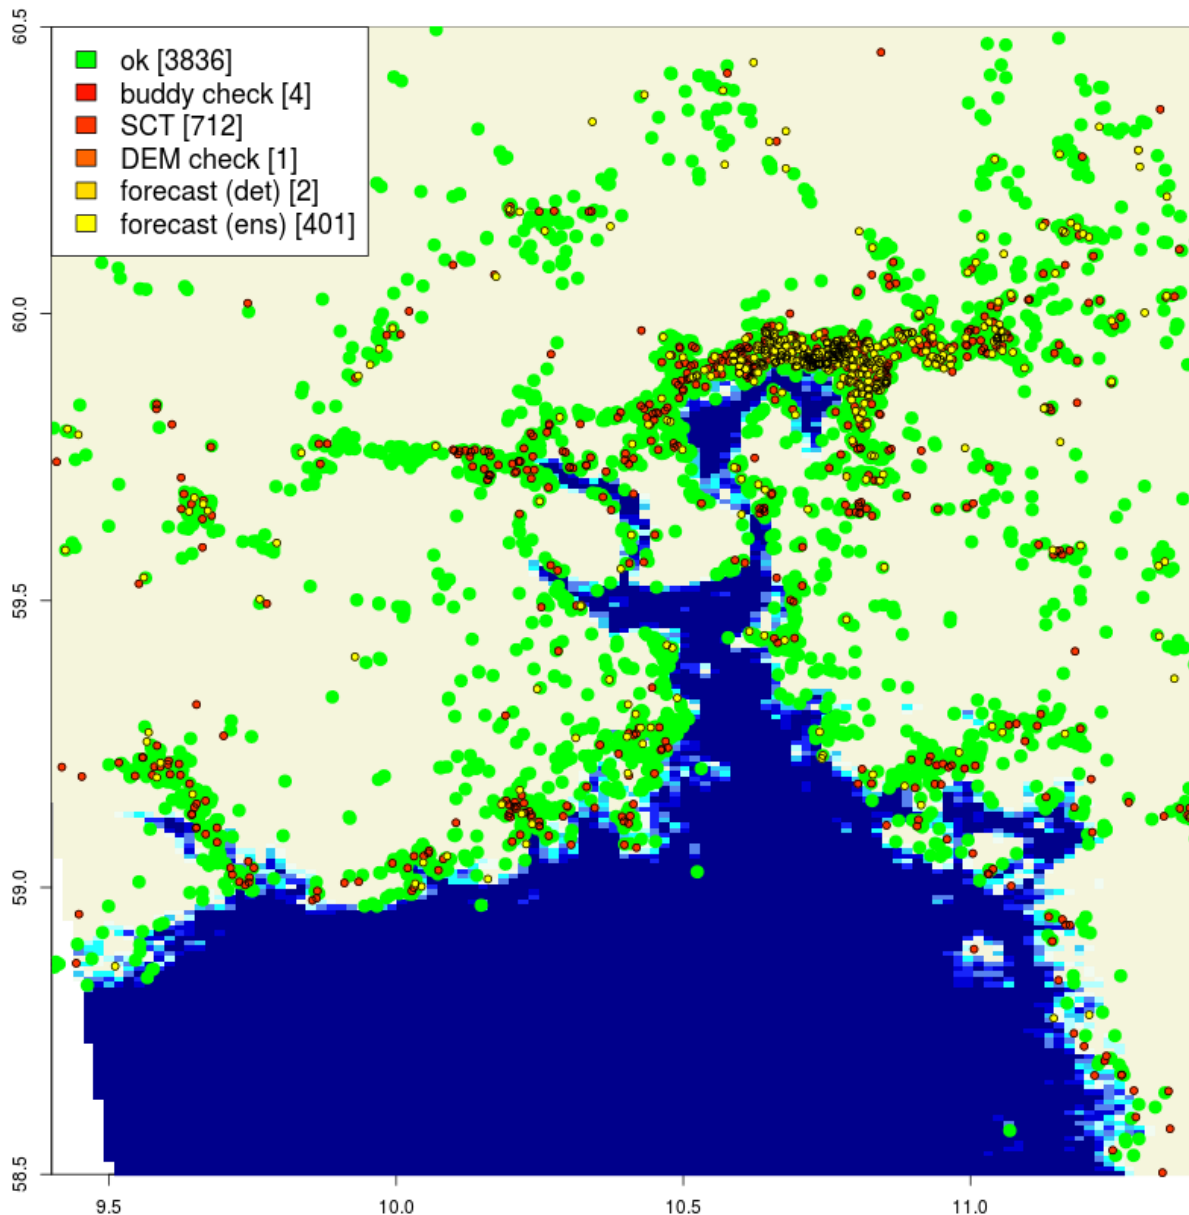 60.5
ok [3836]
buddy check [4]
SCT [712]
DEM check [1]
forecast (det) [2]
forecast (ens) [401]
60.0
59.5
59.0
58.5
9.5 10.0 10.5 11.0